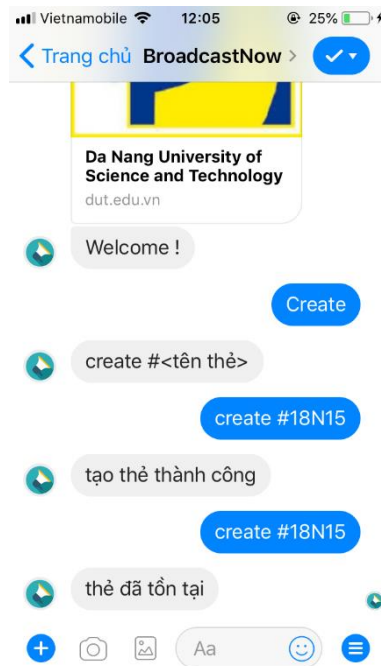 Vietnamobile 12:05 25%
Trang chủ BroadcastNow
Da Nang University of
Science and Technology
dut.edu.vn
Welcome !
Create
create #<tên thẻ>
create #18N15
tạo thẻ thành công
create #18N15
thẻ đã tồn tại
Aa